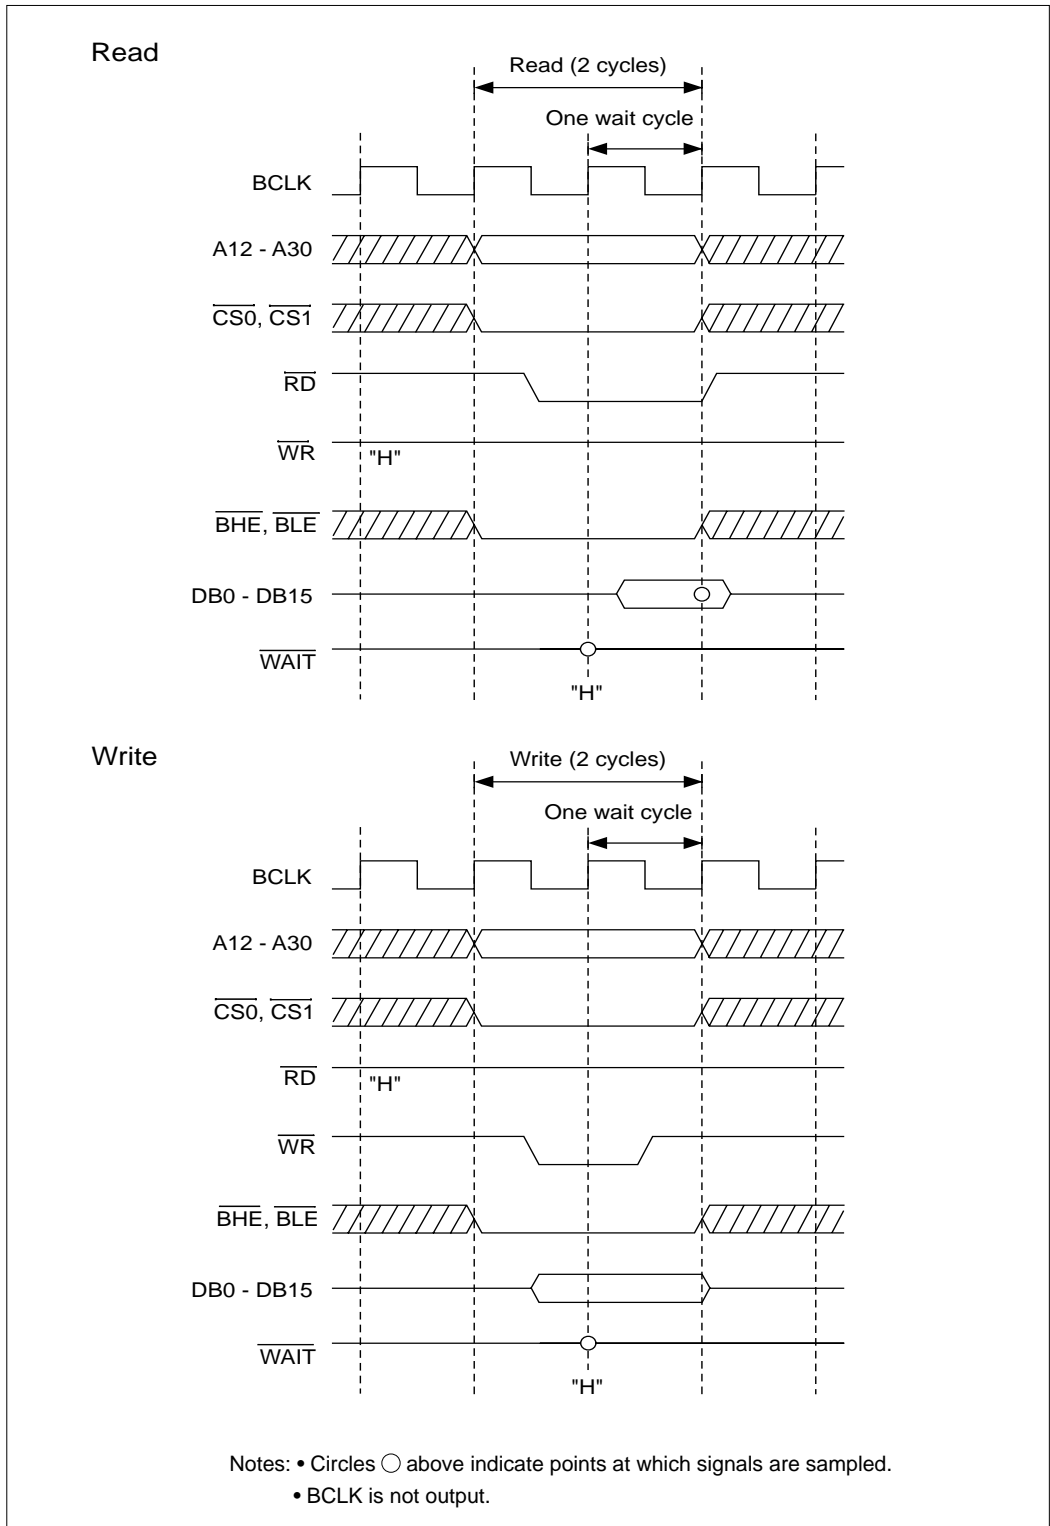 Read
Read (2 cycles)
One wait cycle
BCLK
A12 - A30
CS0, CS1
RD
WR
"H"
BHE, BLE
DB0 - DB15
WAIT
"H"
Write
Write (2 cycles)
One wait cycle
BCLK
A12 - A30
CS0, CS1
RD
"H"
WR
BHE, BLE
DB0 - DB15
WAIT
"H"
Notes: • Circles ○ above indicate points at which signals are sampled.
• BCLK is not output.